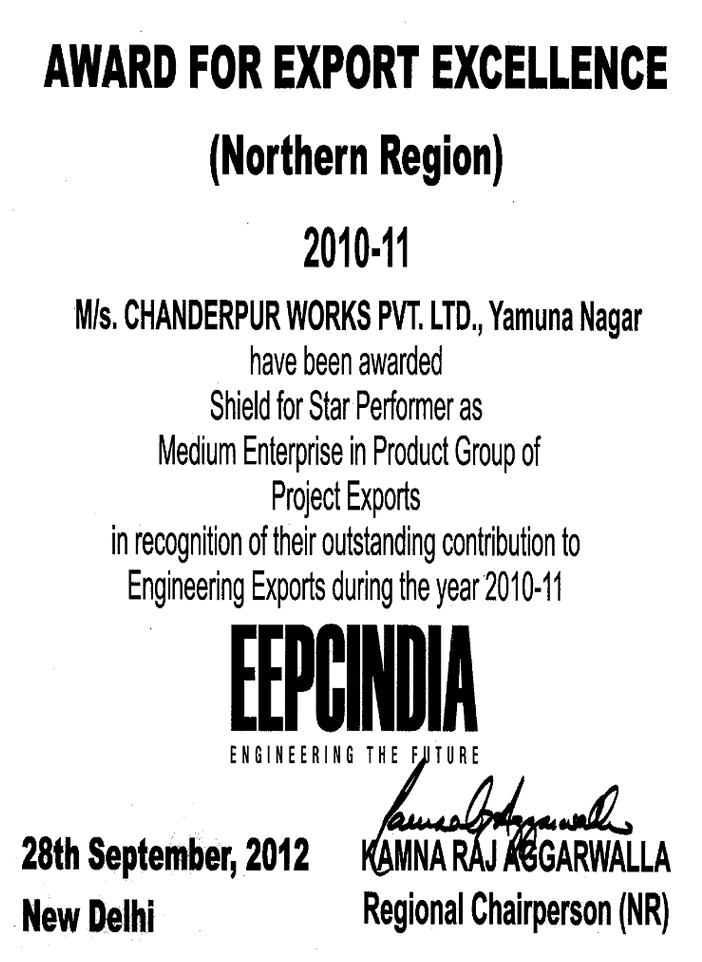 AWARD FOR EXPORT EXCELLENCE
(Northern Region)
2010-11
M/s. CHANDERPUR WORKS PVT. LTD., Yamuna Nagar
have been awarded
Shield for Star Performer as
Medium Enterprise in Product Group of
Project Exports
in recognition of their outstanding contribution to
Engineering Exports during the year 2010-11
EEPCINDIA
ENGINEERING THE FUTURE
Kamna Raj Aggarwalla
28th September, 2012
KAMNA RAJ AGGARWALLA
New Delhi
Regional Chairperson (NR)